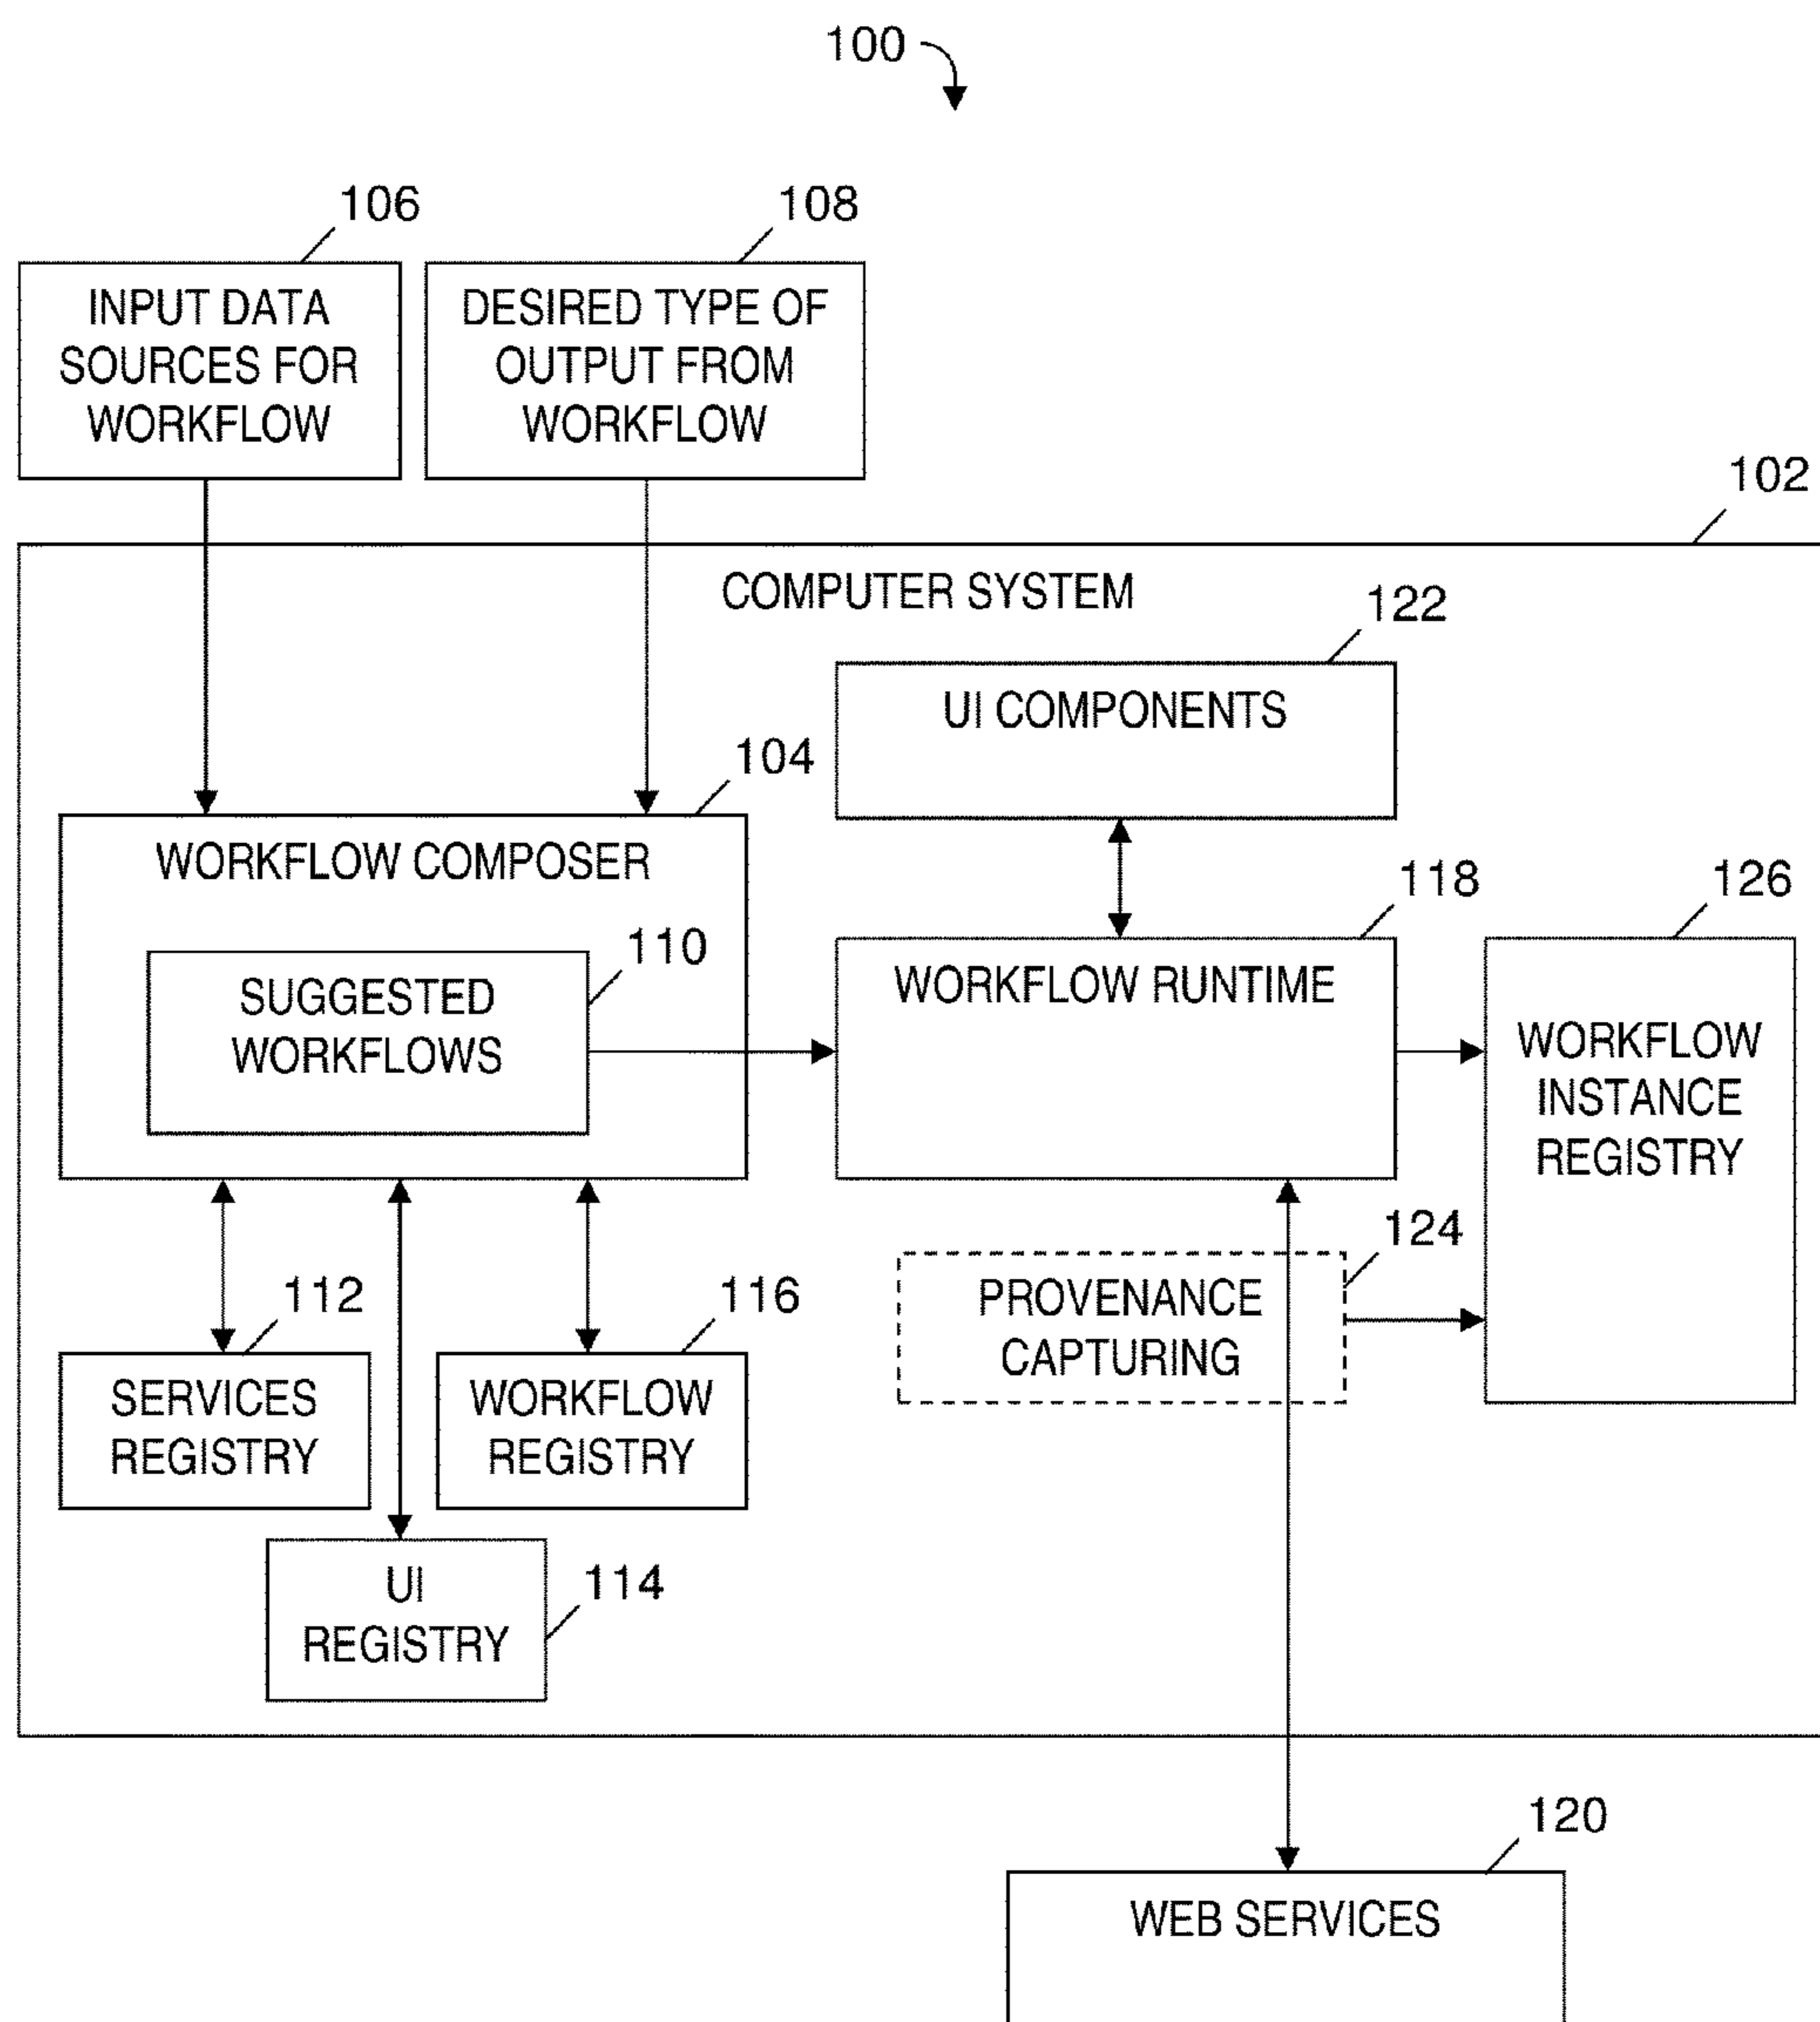 100
106
108
INPUT DATA
SOURCES FOR
WORKFLOW
DESIRED TYPE OF
OUTPUT FROM
WORKFLOW
102
COMPUTER SYSTEM
122
UI COMPONENTS
104
WORKFLOW COMPOSER
118
126
110
SUGGESTED
WORKFLOWS
WORKFLOW RUNTIME
WORKFLOW
INSTANCE
REGISTRY
124
PROVENANCE
CAPTURING
112
116
SERVICES
REGISTRY
WORKFLOW
REGISTRY
UI
REGISTRY
114
120
WEB SERVICES